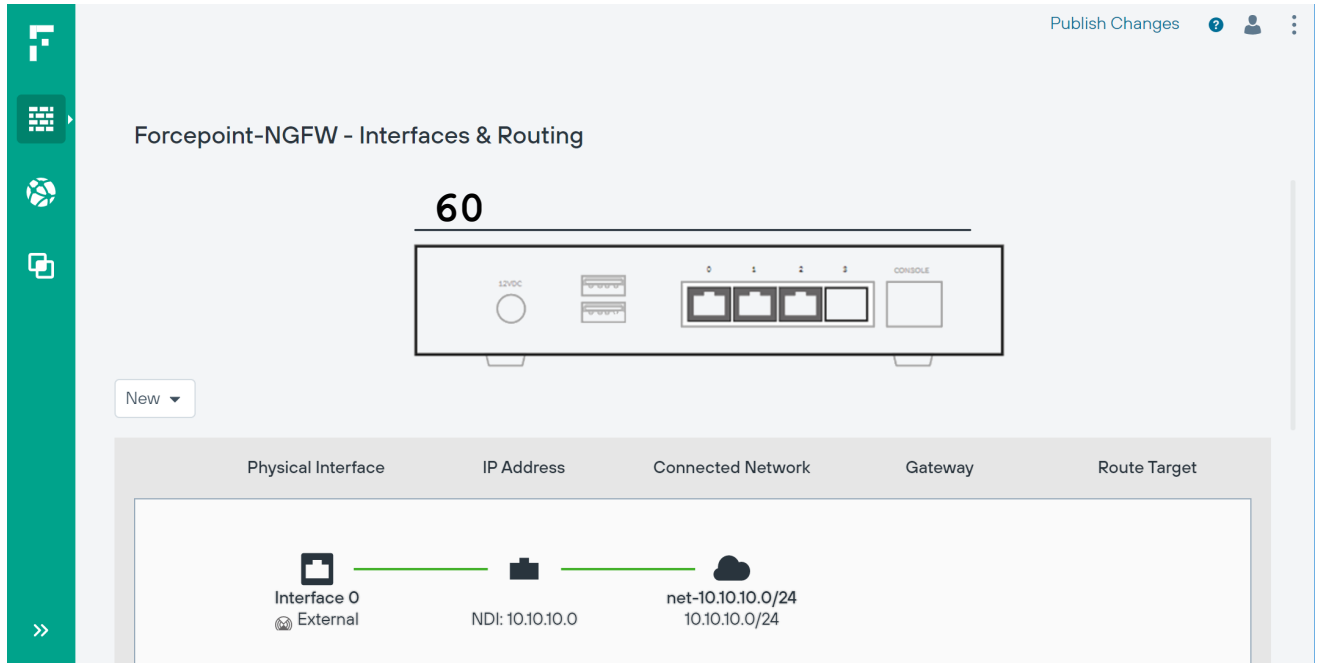 Publish Changes
Forcepoint-NGFW - Interfaces & Routing
60
0 1 2 3 CONSOLE
12VDC
New
Physical Interface IP Address Connected Network Gateway Route Target
Interface 0
External
NDI: 10.10.10.0
net-10.10.10.0/24
10.10.10.0/24